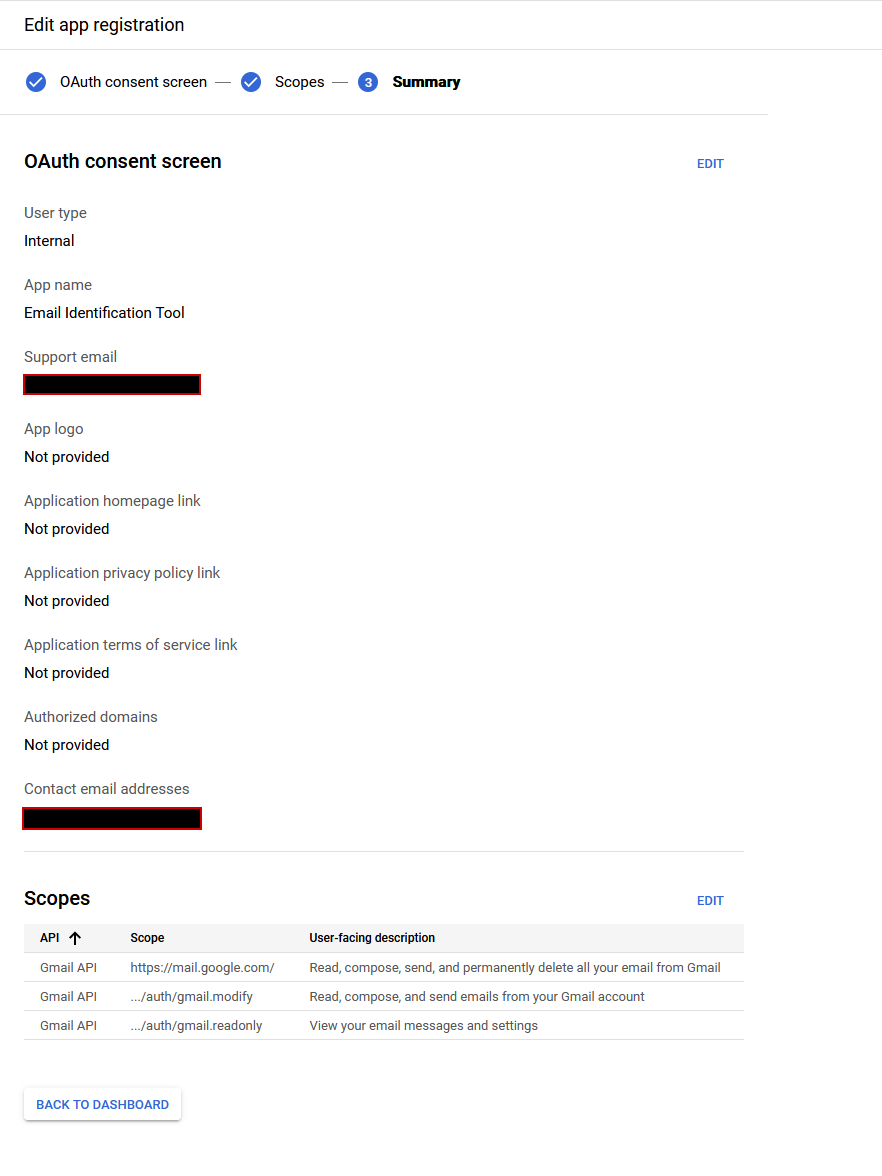 Edit app registration
OAuth consent screen — Scopes — 3 Summary
OAuth consent screen EDIT
User type
Internal
App name
Email Identification Tool
Support email
App logo
Not provided
Application homepage link
Not provided
Application privacy policy link
Not provided
Application terms of service link
Not provided
Authorized domains
Not provided
Contact email addresses
Scopes EDIT
API Scope User-facing description
Gmail API https://mail.google.com/ Read, compose, send, and permanently delete all your email from Gmail
Gmail API .../auth/gmail.modify Read, compose, and send emails from your Gmail account
Gmail API .../auth/gmail.readonly View your email messages and settings
BACK TO DASHBOARD